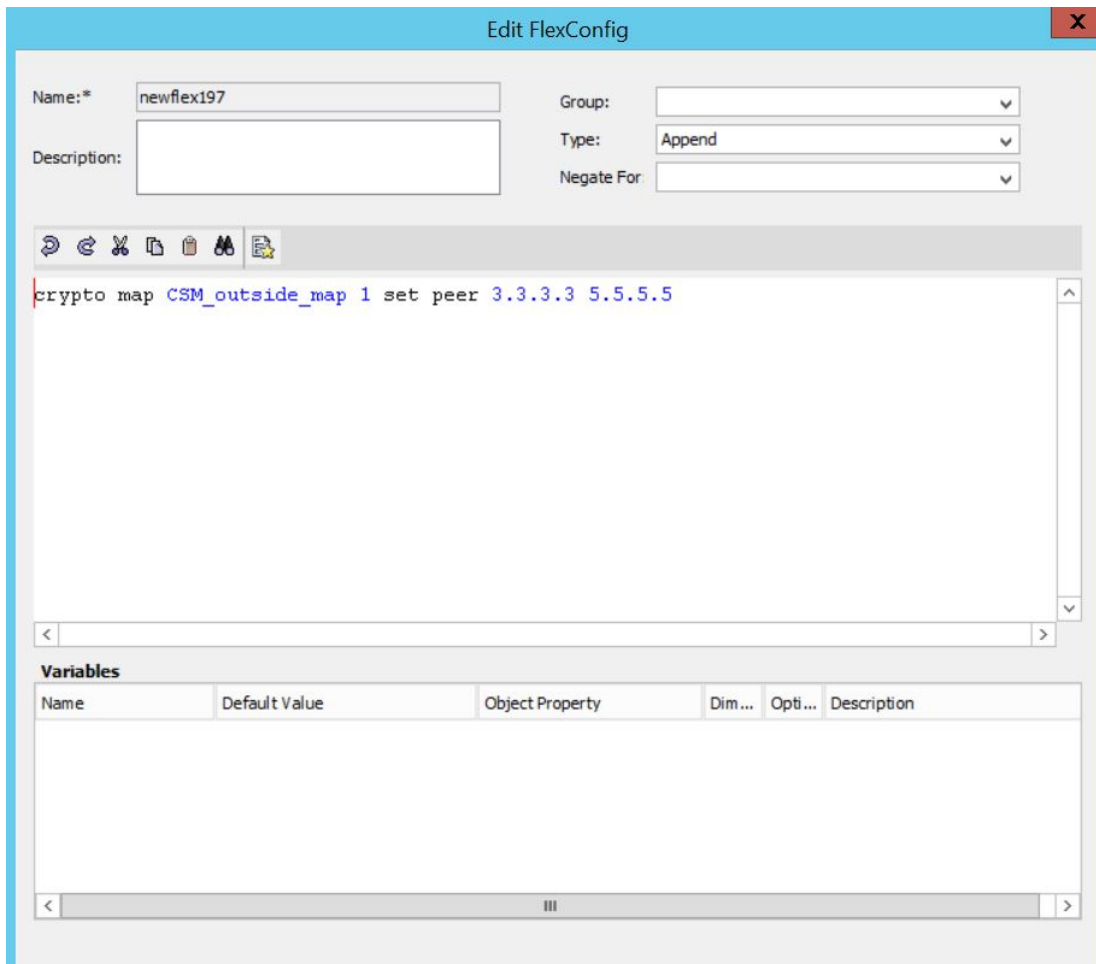 Edit FlexConfig
X
Name:* newflex197
Group:
Description:
Type: Append
Negate For
crypto map CSM_outside_map 1 set peer 3.3.3.3 5.5.5.5
Variables
Name Default Value Object Property Dim... Opti... Description